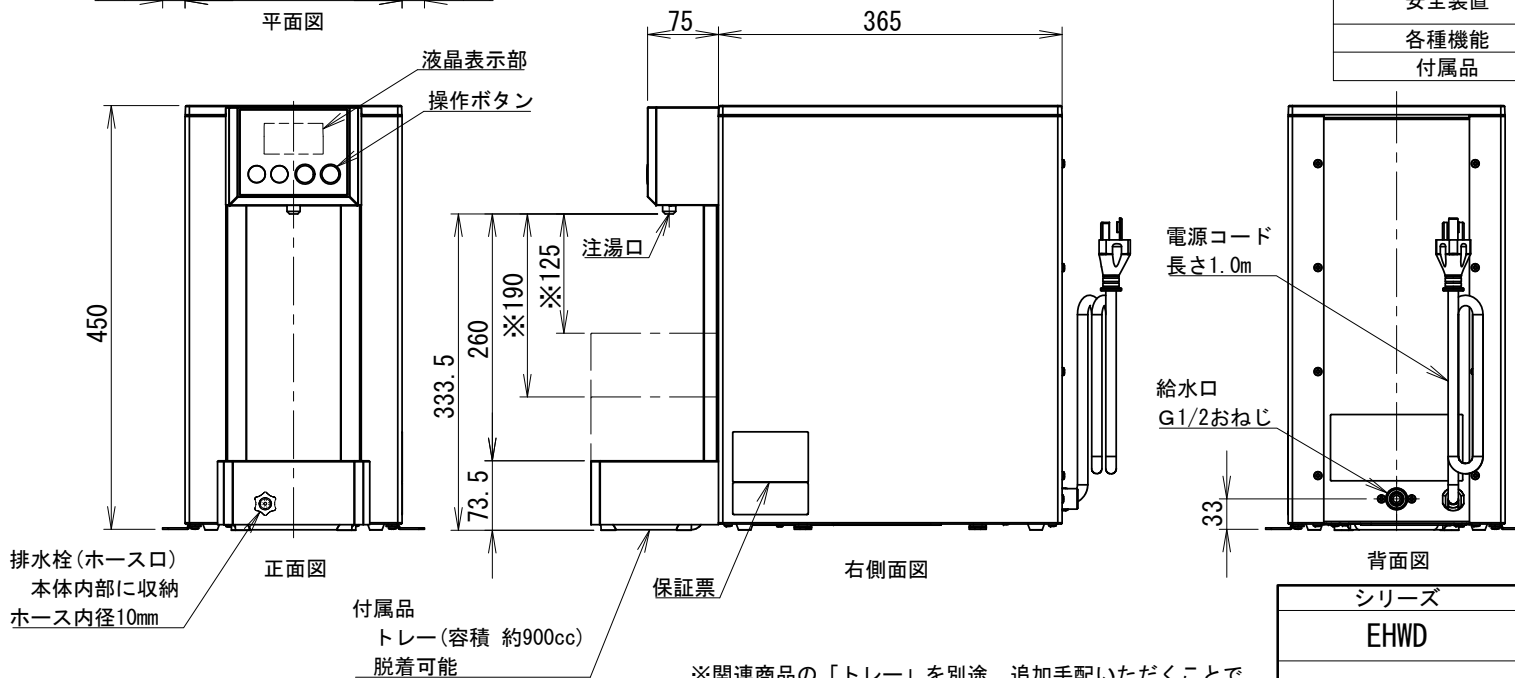 平面図
安全装置
各種機能
付属品
75
365
液晶表示部
操作ボタン
注湯口
450
333.5
260
※190
※125
73.5
電源コード
長さ1.0m
給水口
G1/2おねじ
33
排水栓(ホース口)
本体内部に収納
ホース内径10mm
正面図
付属品
トレー(容積 約900cc)
脱着可能
保証票
右側面図
背面図
シリーズ
EHWD
※関連商品の「トレー」を別途、追加手配いただくことで